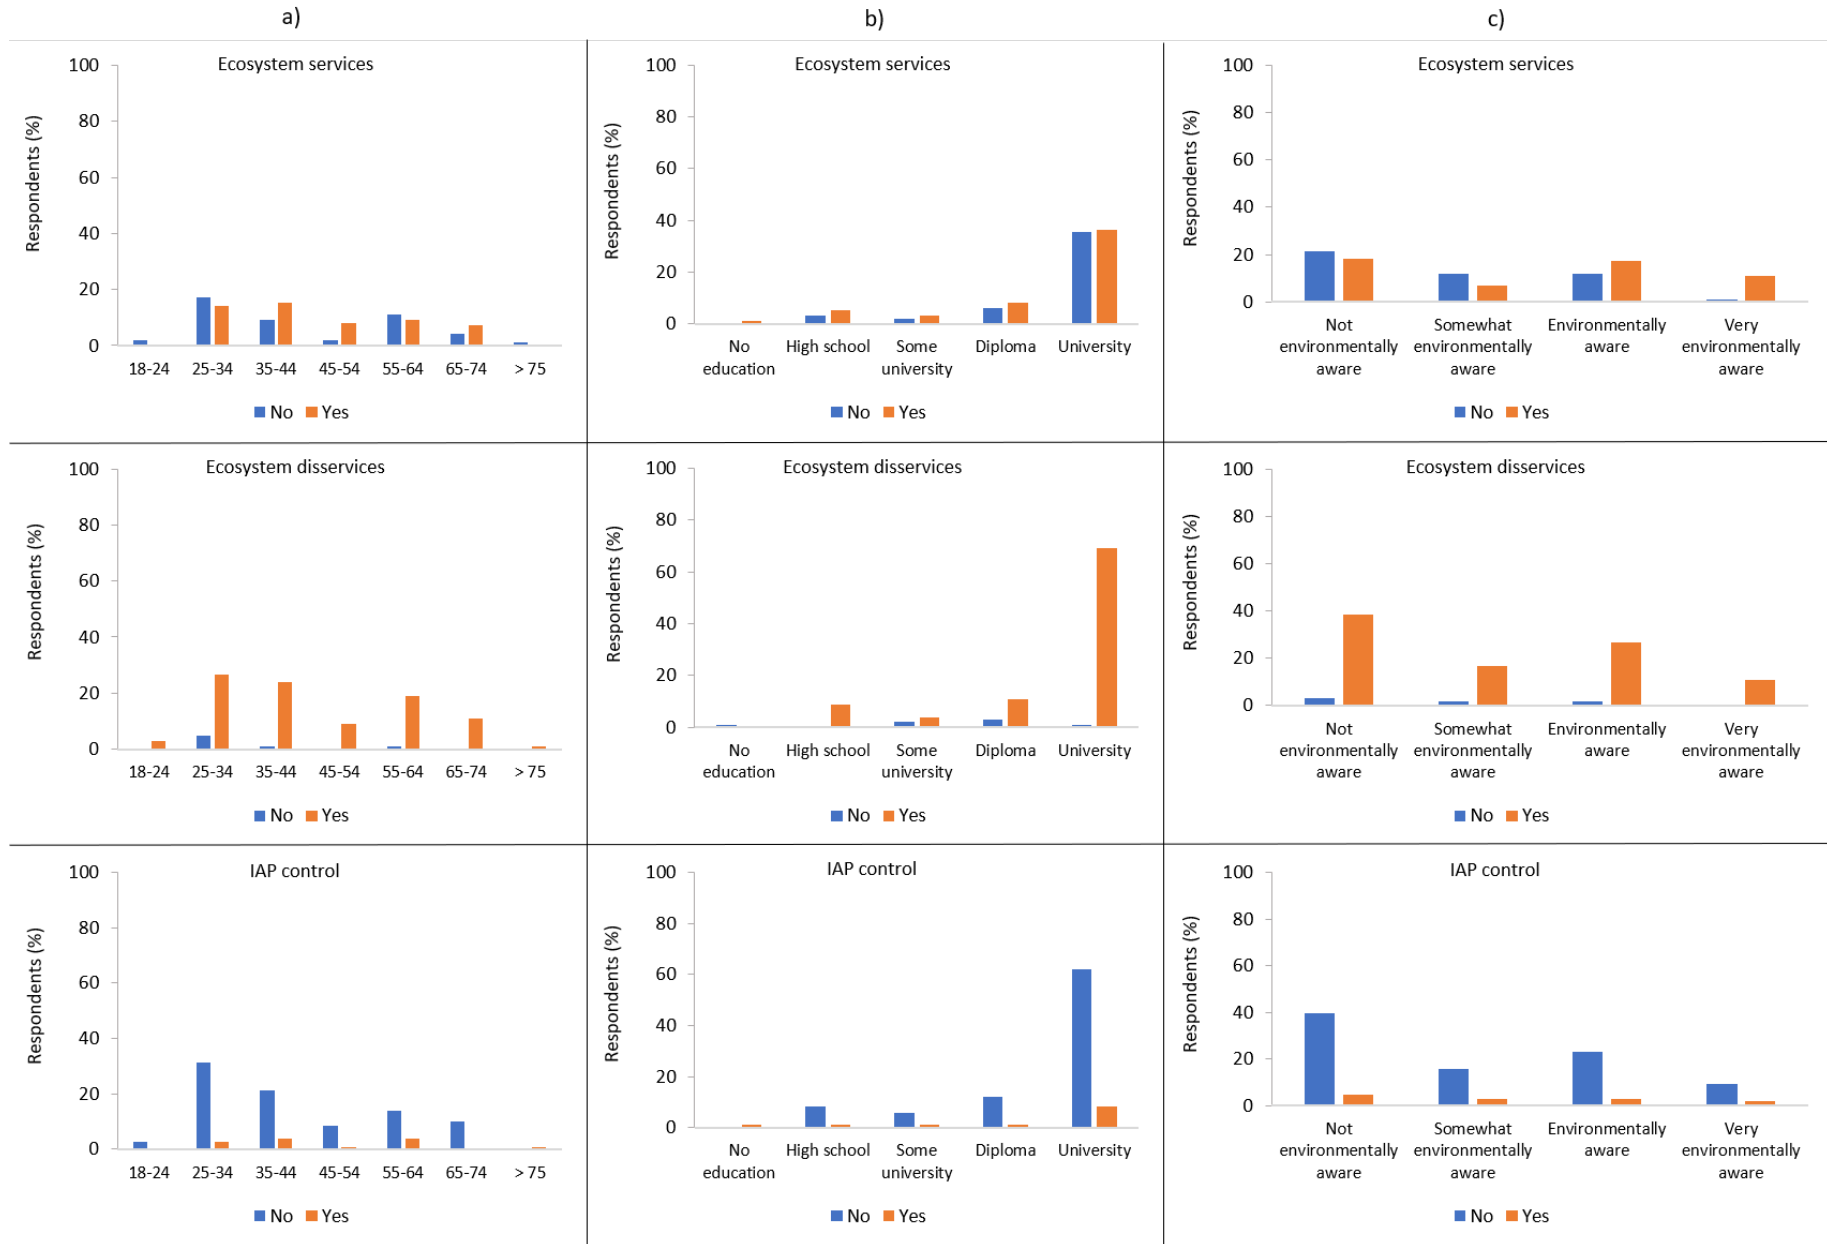 a)
b)
c)
Ecosystem services
Respondents (%)
100
80
60
40
20
0
18-24 25-34 35-44 45-54 55-64 65-74 > 75
No Yes
Ecosystem services
Respondents (%)
100
80
60
40
20
0
No High school Some Diploma University
education university
No Yes
Ecosystem services
Respondents (%)
100
80
60
40
20
0
Not Somewhat Environmentally Very
environmentally environmentally aware environmentally
aware aware aware
No Yes
Ecosystem disservices
Respondents (%)
100
80
60
40
20
0
18-24 25-34 35-44 45-54 55-64 65-74 > 75
No Yes
Ecosystem disservices
Respondents (%)
100
80
60
40
20
0
No High school Some Diploma University
education university
No Yes
Ecosystem disservices
Respondents (%)
100
80
60
40
20
0
Not Somewhat Environmentally Very
environmentally environmentally aware environmentally
aware aware aware
No Yes
IAP control
Respondents (%)
100
80
60
40
20
0
18-24 25-34 35-44 45-54 55-64 65-74 > 75
No Yes
IAP control
Respondents (%)
100
80
60
40
20
0
No High school Some Diploma University
education university
No Yes
IAP control
Respondents (%)
100
80
60
40
20
0
Not Somewhat Environmentally Very
environmentally environmentally aware environmentally
aware aware aware
No Yes